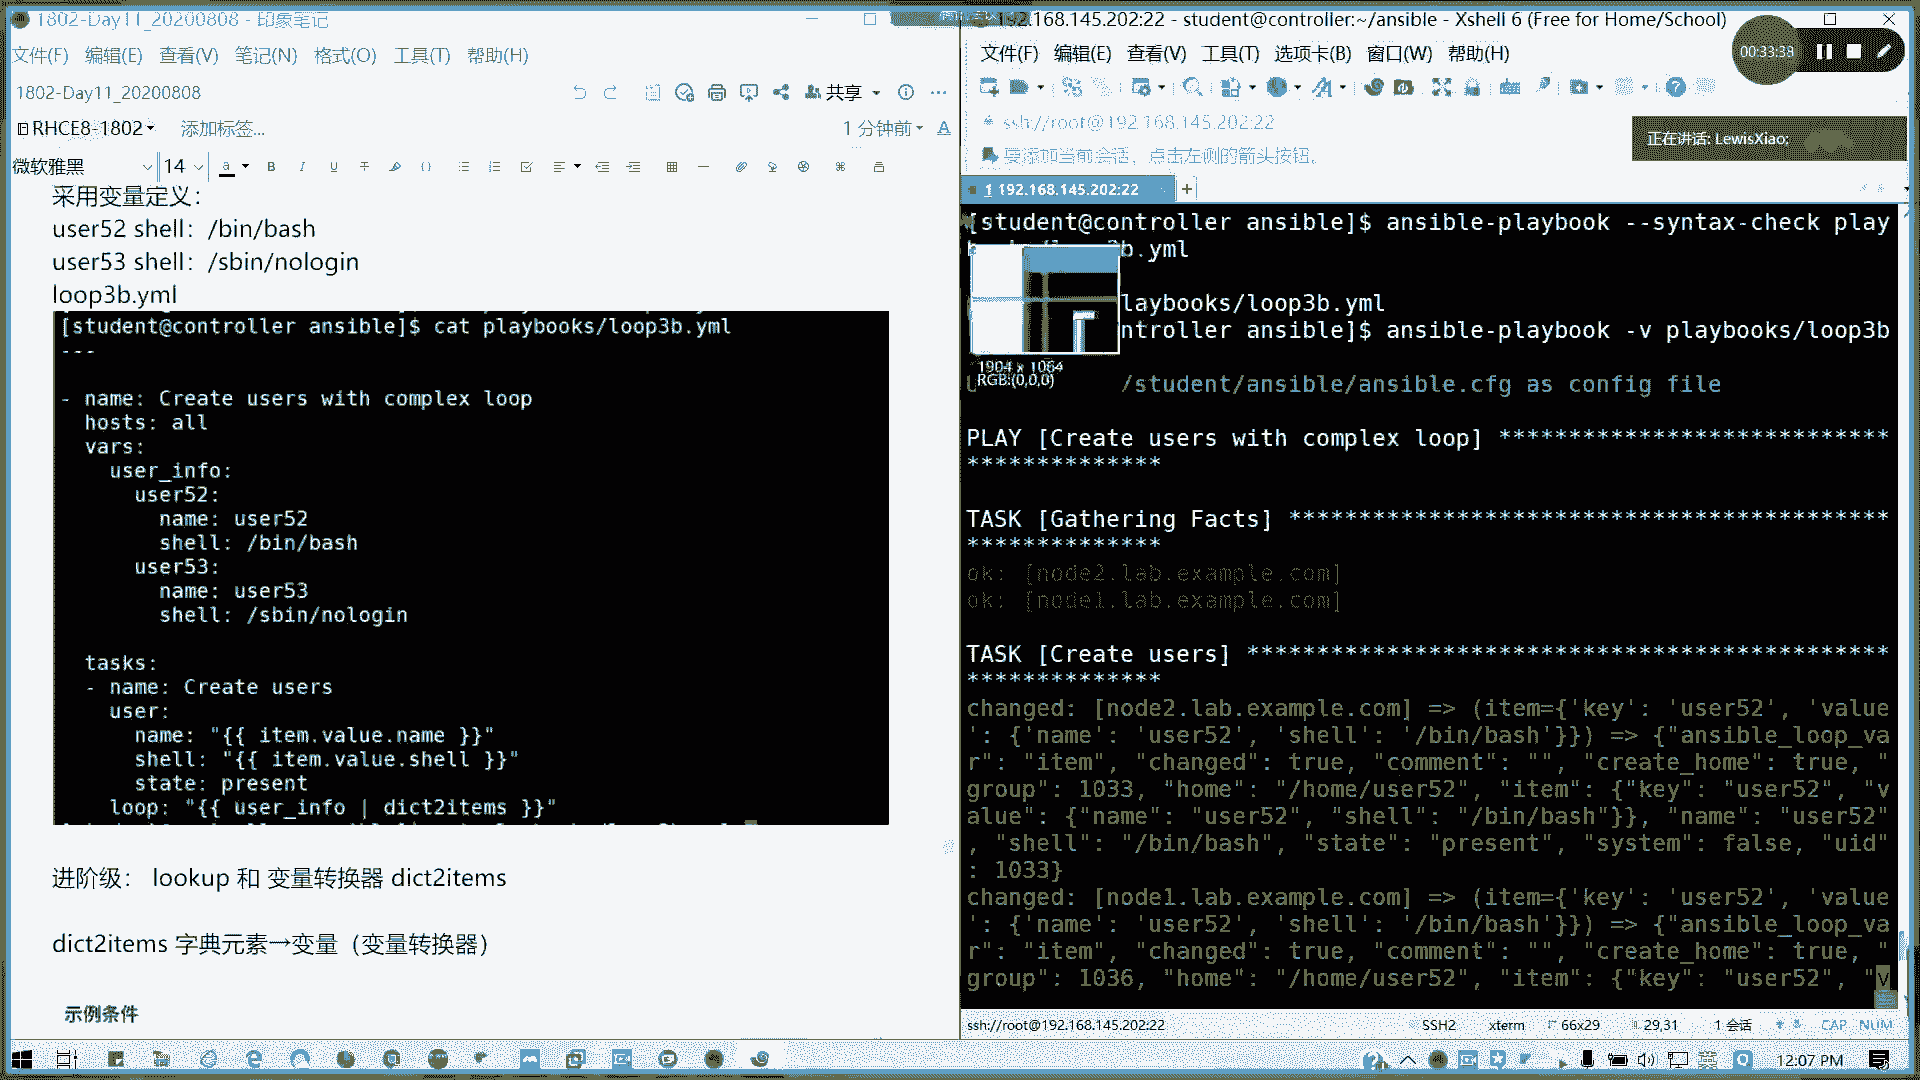 1802-Day11_20200808 - 印象笔记
文件(F) 编辑(E) 查看(V) 笔记(N) 格式(O) 工具(T) 帮助(H)
1802-Day11_20200808
共享
RHCE8-1802
添加标签...
1 分钟前
微软雅黑
14
采用变量定义：
user52 shell：/bin/bash
user53 shell：/sbin/nologin
loop3b.yml
[student@controller ansible]$ cat playbooks/loop3b.yml
---
- name: Create users with complex loop
hosts: all
vars:
user_info:
user52:
name: user52
shell: /bin/bash
user53:
name: user53
shell: /sbin/nologin
tasks:
- name: Create users
user:
name: "{{ item.value.name }}"
shell: "{{ item.value.shell }}"
state: present
loop: "{{ user_info | dict2items }}"
进阶级： lookup 和 变量转换器 dict2items
dict2items 字典元素→变量（变量转换器）
示例条件
192.168.145.202:22 - student@controller:~/ansible - Xshell 6 (Free for Home/School)
文件(F) 编辑(E) 查看(V) 工具(T) 选项卡(B) 窗口(W) 帮助(H)
00:33:38
ssh://root@192.168.145.202:22
正在讲话: LewisXiao;
要添加当前会话，点击左侧的箭头按钮。
1 192.168.145.202:22
[student@controller ansible]$ ansible-playbook --syntax-check play
b.yml
laybooks/loop3b.yml
ntroller ansible]$ ansible-playbook -v playbooks/loop3b
1904 x 1064
RGB:(0,0,0)
/student/ansible/ansible.cfg as config file
PLAY [Create users with complex loop] *******************************
**************
TASK [Gathering Facts] ************************************************
**************
ok: [node2.lab.example.com]
ok: [node1.lab.example.com]
TASK [Create users] ***************************************************
**************
changed: [node2.lab.example.com] => (item={'key': 'user52', 'value
': {'name': 'user52', 'shell': '/bin/bash'}}) => {"ansible_loop_va
r": "item", "changed": true, "comment": "", "create_home": true, "
group": 1033, "home": "/home/user52", "item": {"key": "user52", "v
alue": {"name": "user52", "shell": "/bin/bash"}}, "name": "user52"
, "shell": "/bin/bash", "state": "present", "system": false, "uid"
: 1033}
changed: [node1.lab.example.com] => (item={'key': 'user52', 'value
': {'name': 'user52', 'shell': '/bin/bash'}}) => {"ansible_loop_va
r": "item", "changed": true, "comment": "", "create_home": true, "
group": 1036, "home": "/home/user52", "item": {"key": "user52", "v
ssh://root@192.168.145.202:22
SSH2 xterm 66x29 29,31 1 会话 CAP NUM
12:07 PM